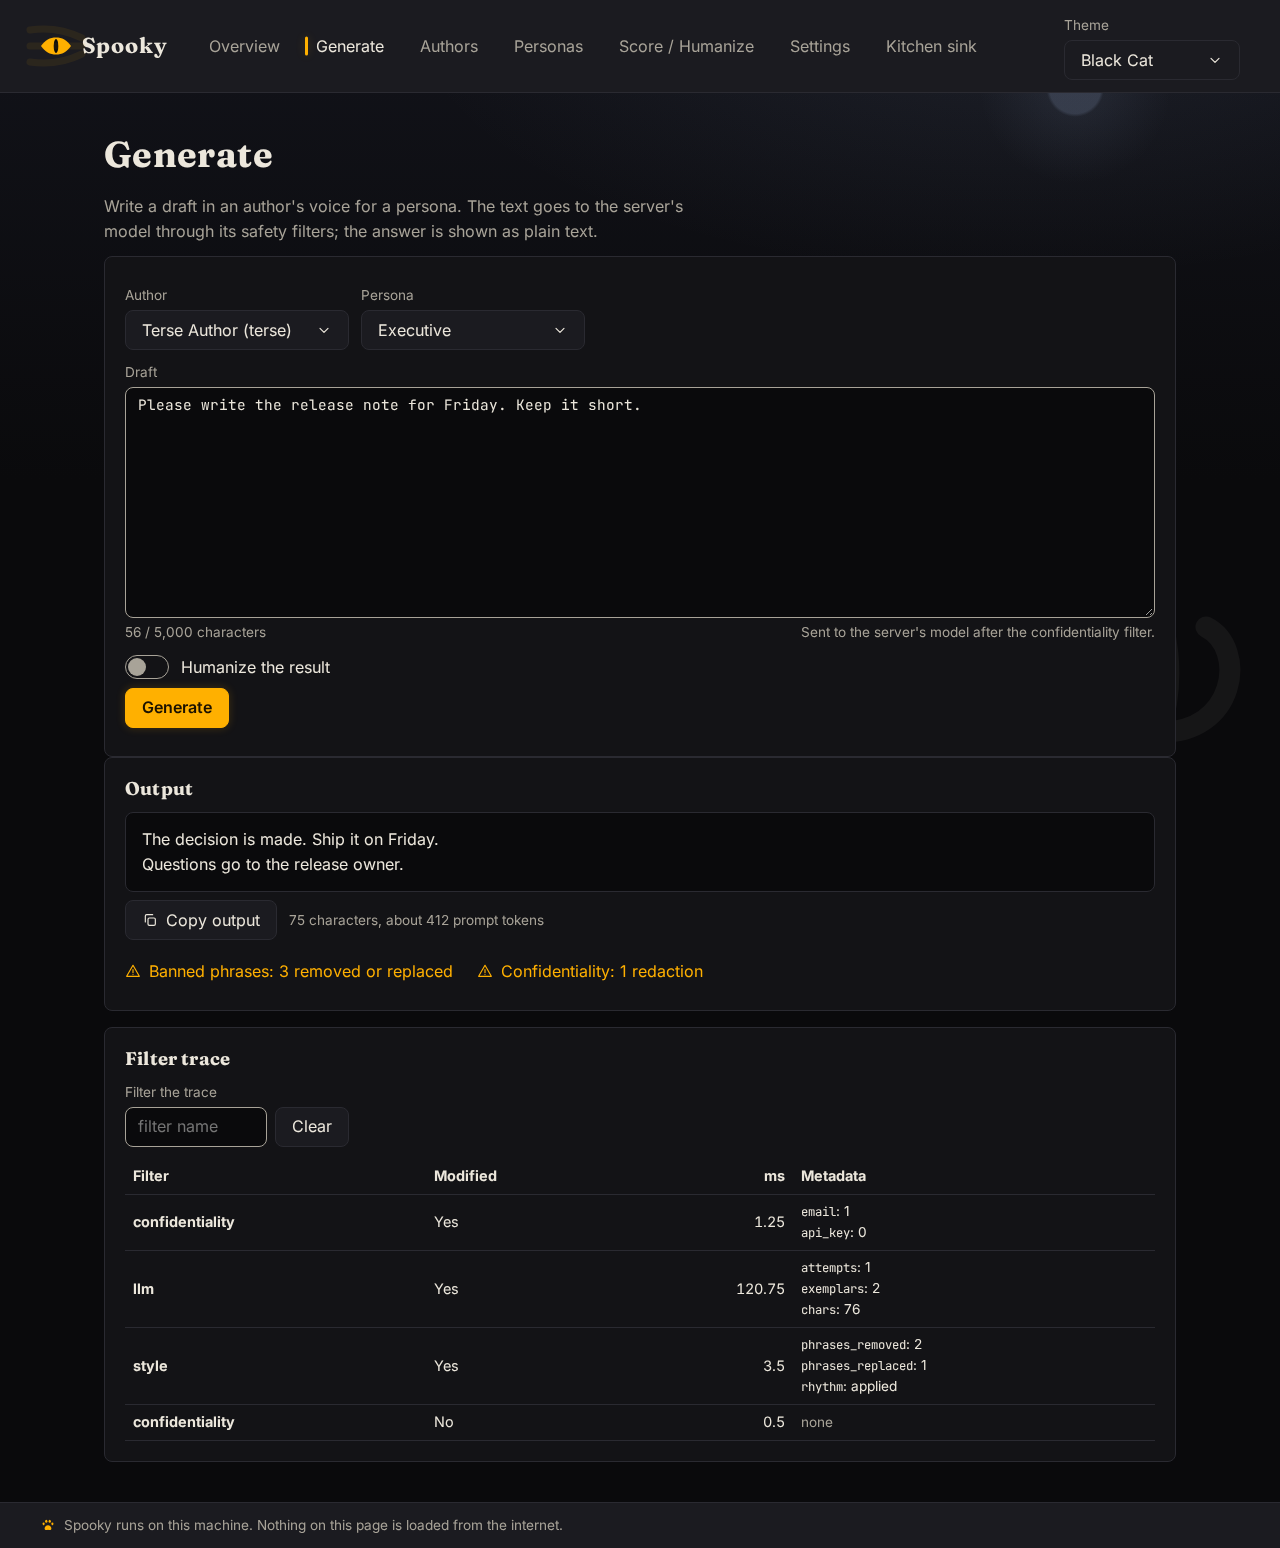 Spooky
Overview
Generate
Authors
Personas
Score / Humanize
Settings
Kitchen sink
Theme
Black Cat
Generate
Write a draft in an author's voice for a persona. The text goes to the server's
model through its safety filters; the answer is shown as plain text.
Author
Persona
Terse Author (terse)
Executive
Draft
Please write the release note for Friday. Keep it short.
56 / 5,000 characters
Sent to the server's model after the confidentiality filter.
Humanize the result
Generate
Output
The decision is made. Ship it on Friday.
Questions go to the release owner.
Copy output
75 characters, about 412 prompt tokens
Banned phrases: 3 removed or replaced
Confidentiality: 1 redaction
Filter trace
Filter the trace
filter name
Clear
Filter Modified ms Metadata
confidentiality Yes 1.25 email: 1
api_key: 0
llm Yes 120.75 attempts: 1
exemplars: 2
chars: 76
style Yes 3.5 phrases_removed: 2
phrases_replaced: 1
rhythm: applied
confidentiality No 0.5 none
Spooky runs on this machine. Nothing on this page is loaded from the internet.